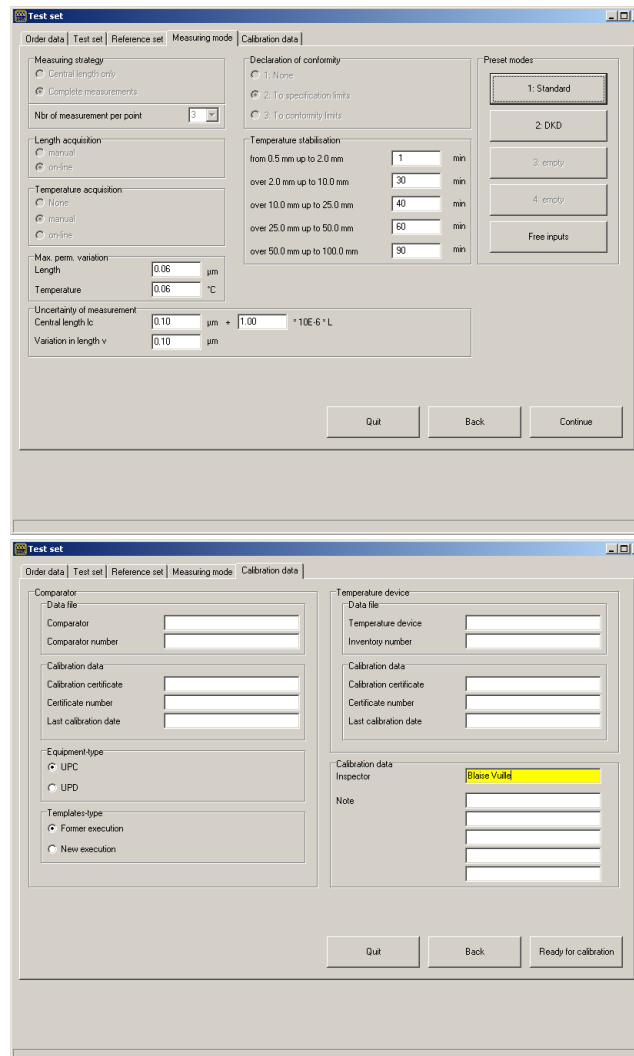 Test set
Order data Test set Reference set Measuring mode Calibration data
Measuring strategy
Central length only
Complete measurements
Nbr of measurement per point 3
Length acquisition
manual
on-line
Temperature acquisition
None
manual
on-line
Max. perm. variation
Length 0.06 µm
Temperature 0.06 °C
Uncertainty of measurement
Central length lc 0.10 µm + 1.00 * 10E-6 * L
Variation in length v 0.10 µm
Declaration of conformity
1: None
2: To specification limits
3: To conformity limits
Temperature stabilisation
from 0.5 mm up to 2.0 mm 1 min
over 2.0 mm up to 10.0 mm 30 min
over 10.0 mm up to 25.0 mm 40 min
over 25.0 mm up to 50.0 mm 60 min
over 50.0 mm up to 100.0 mm 90 min
Preset modes
1: Standard
2: DKD
3: empty
4: empty
Free inputs
Quit Back Continue
Test set
Order data Test set Reference set Measuring mode Calibration data
Comparator
Data file
Comparator
Comparator number
Calibration data
Calibration certificate
Certificate number
Last calibration date
Equipment-type
UPC
UPD
Templates-type
Former execution
New execution
Temperature device
Data file
Temperature device
Inventory number
Calibration data
Calibration certificate
Certificate number
Last calibration date
Calibration data
Inspector Blaise Vuille
Note
Quit Back Ready for calibration